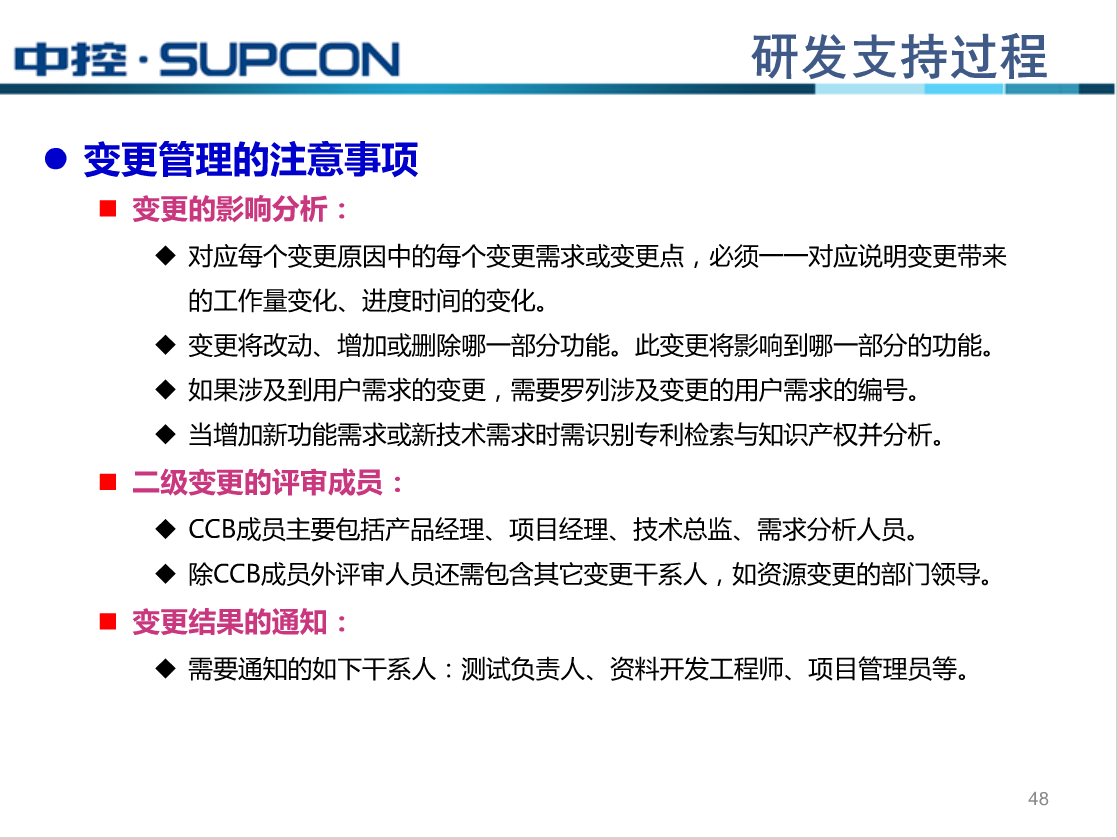 中控·SUPCON
研发支持过程
变更管理的注意事项
变更的影响分析：
对应每个变更原因中的每个变更需求或变更点，必须一一对应说明变更带来
的工作量变化、进度时间的变化。
变更将改动、增加或删除哪一部分功能。此变更将影响到哪一部分的功能。
如果涉及到用户需求的变更，需要罗列涉及变更的用户需求的编号。
当增加新功能需求或新技术需求时需识别专利检索与知识产权并分析。
二级变更的评审成员：
CCB成员主要包括产品经理、项目经理、技术总监、需求分析人员。
除CCB成员外评审人员还需包含其它变更干系人，如资源变更的部门领导。
变更结果的通知：
需要通知的如下干系人：测试负责人、资料开发工程师、项目管理员等。
48